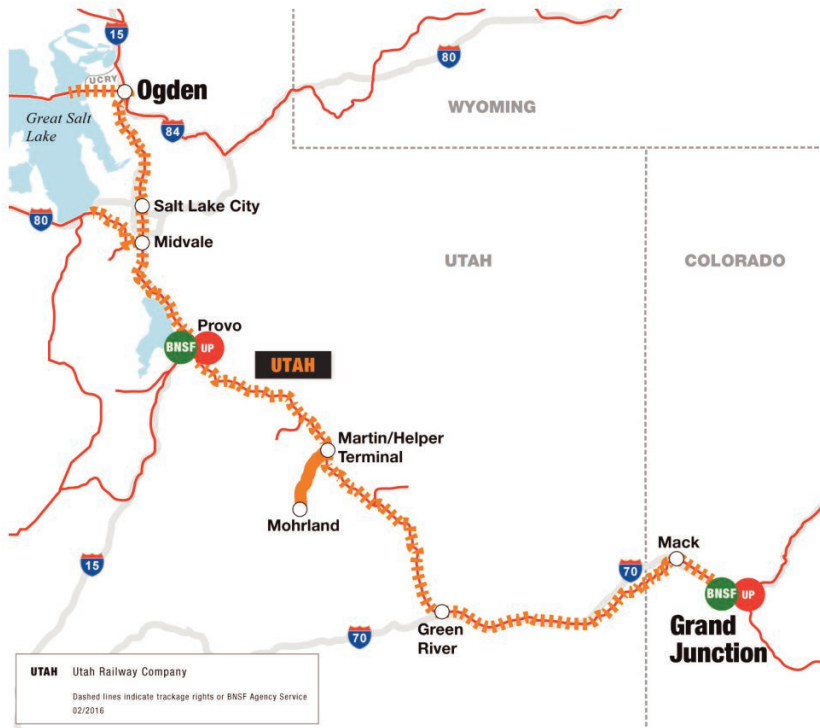 15
UCRY
80
Ogden
WYOMING
Great Salt
Lake
84
Salt Lake City
80
Midvale
UTAH
COLORADO
Provo
BNSF
UP
UTAH
Martin/Helper
Terminal
Mohrland
Mack
15
70
BNSF
UP
Green
River
Grand
Junction
70
UTAH Utah Railway Company
Dashed lines indicate trackage rights or BNSF Agency Service
02/2016